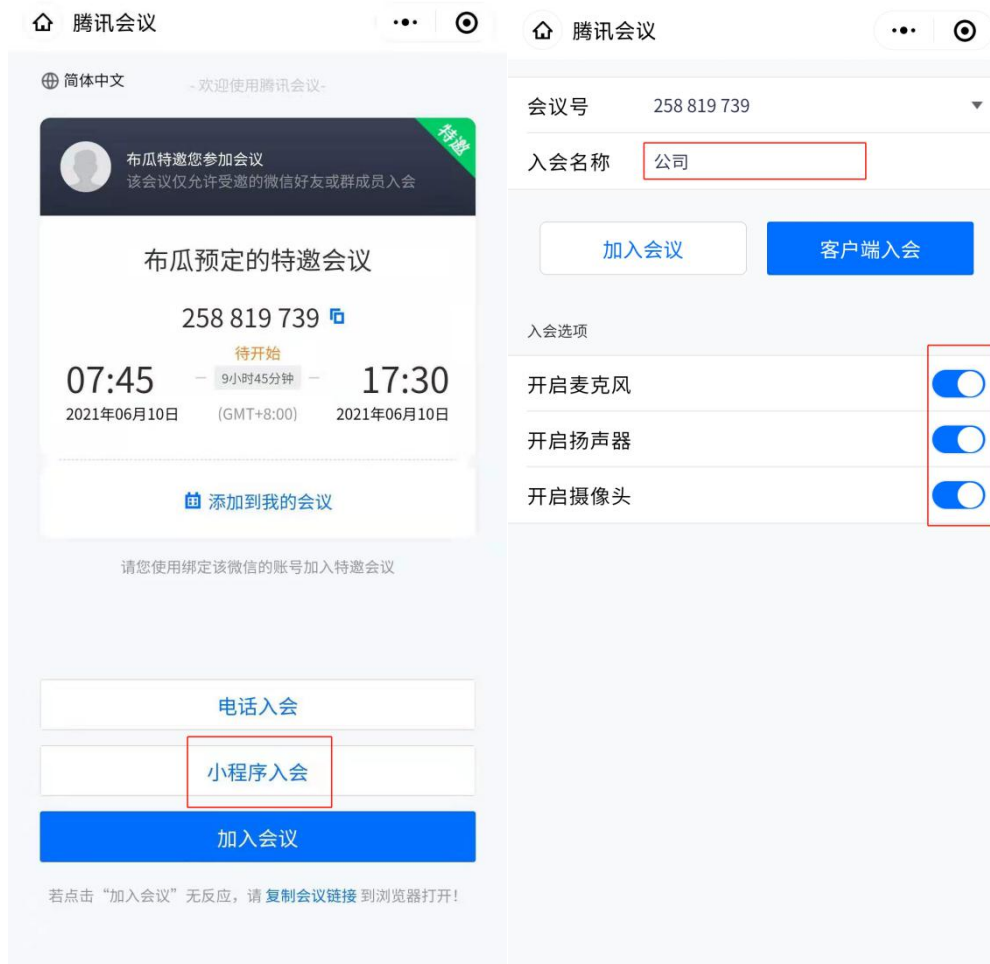 腾讯会议
简体中文
- 欢迎使用腾讯会议-
特邀
布瓜特邀您参加会议
该会议仅允许受邀的微信好友或群成员入会
布瓜预定的特邀会议
258 819 739
待开始
07:45 — 9小时45分钟 — 17:30
2021年06月10日 (GMT+8:00) 2021年06月10日
添加到我的会议
请您使用绑定该微信的账号加入特邀会议
电话入会
小程序入会
加入会议
若点击“加入会议”无反应，请 复制会议链接 到浏览器打开！
腾讯会议
会议号 258 819 739
入会名称 公司
加入会议 客户端入会
入会选项
开启麦克风
开启扬声器
开启摄像头